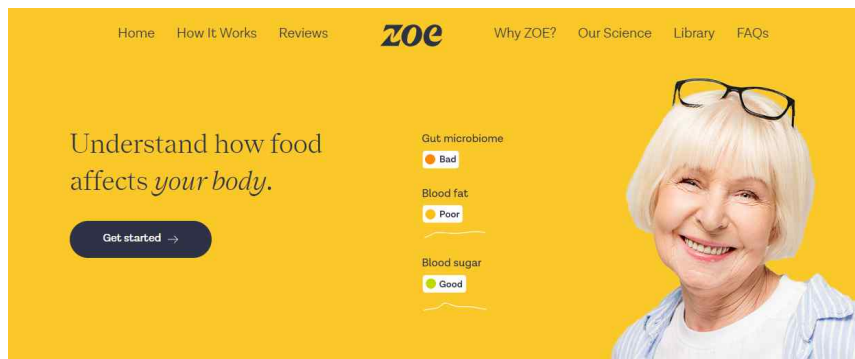 Home How It Works Reviews zoe Why ZOE? Our Science Library FAQs
Understand how food
affects your body.
Get started →
Gut microbiome
Bad
Blood fat
Poor
Blood sugar
Good